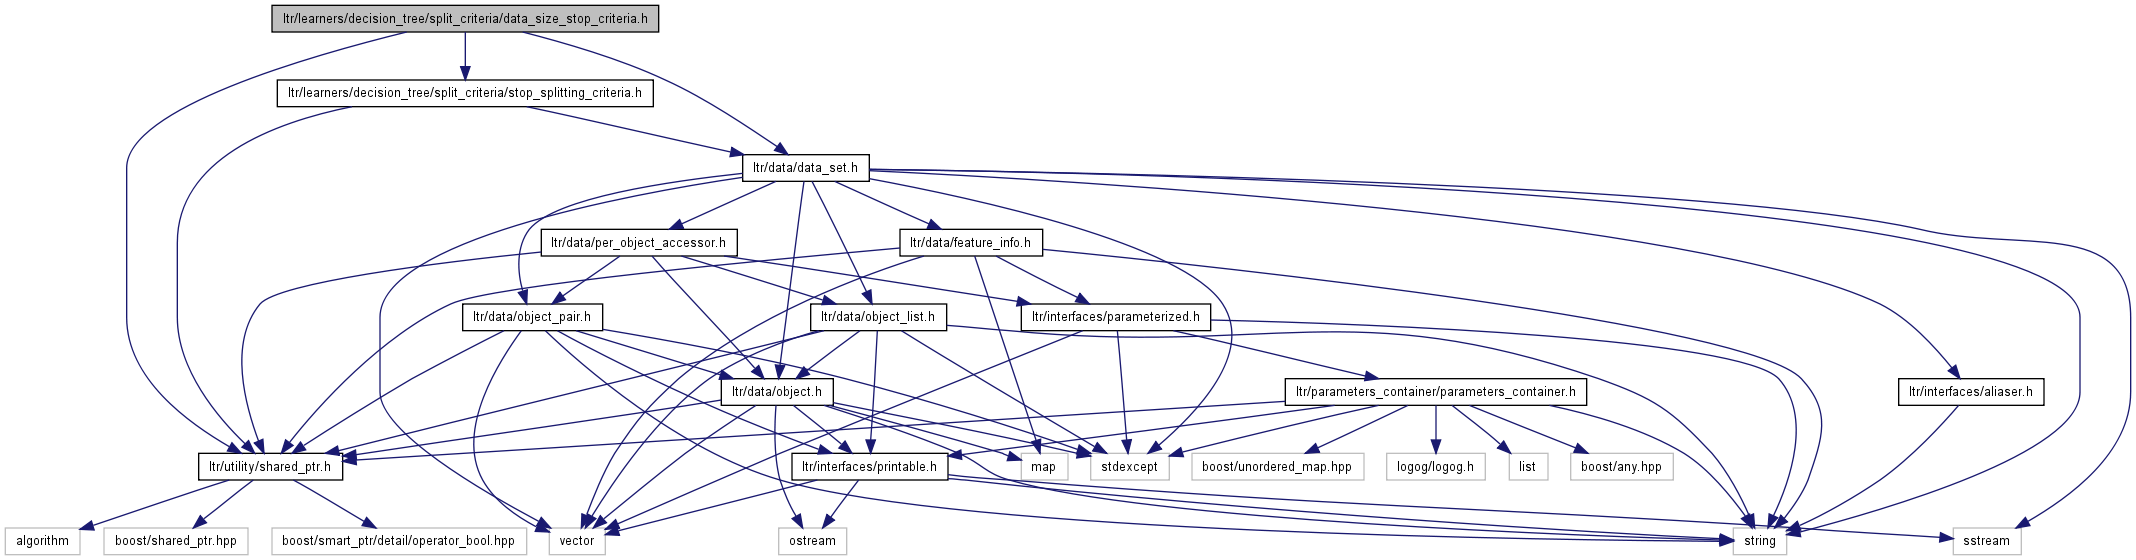 ltr/learners/decision_tree/split_criteria/data_size_stop_criteria.h
ltr/learners/decision_tree/split_criteria/stop_splitting_criteria.h
ltr/data/data_set.h
ltr/data/per_object_accessor.h
ltr/data/feature_info.h
ltr/data/object_pair.h
ltr/data/object_list.h
ltr/interfaces/parameterized.h
ltr/data/object.h
ltr/parameters_container/parameters_container.h
ltr/interfaces/aliaser.h
ltr/utility/shared_ptr.h
ltr/interfaces/printable.h
map
stdexcept
boost/unordered_map.hpp
logog/logog.h
list
boost/any.hpp
algorithm
boost/shared_ptr.hpp
boost/smart_ptr/detail/operator_bool.hpp
vector
ostream
string
sstream